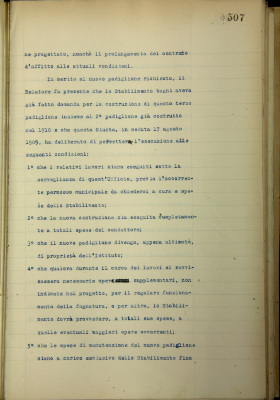 507
ne progettato, nonchè il prolungamento del contratto
d'affitto alle attuali condizioni.
In merito al nuovo padiglione richiesto, il
Relatore fa presente che lo Stabilimento bagni aveva
già fatto domanda per la costruzione di questo terzo
padiglione insieme al 2° padiglione già costruito
nel 1910 e che questa Giunta, in seduta 17 agosto
1909, ha deliberato di permettere l'esecuzione alle
seguenti condizioni:
1° che i relativi lavori siano eseguiti sotto la
sorveglianza di quest'Ufficio, previo l'occorren-
te permesso municipale da chiedersi a cura e spe-
se dello Stabilimento;
2° che la nuova costruzione sia eseguita completamen-
te a totali spese del conduttore;
3° che il nuovo padiglione divenga, appena ultimato,
di proprietà dell'Istituto;
4° che qualora durante il corso dei lavori si ravvi-
sassero necessarie opere supplementari, non
indicate nel progetto, per il regolare funziona-
mento della fognatura, o per altro, lo Stabili-
mento dovrà provvedere, a totali sue spese, a
quelle eventuali maggiori opere occorrenti;
5° che le spese di manutenzione del nuovo padiglione
siano a carico esclusivo dello Stabilimento fino